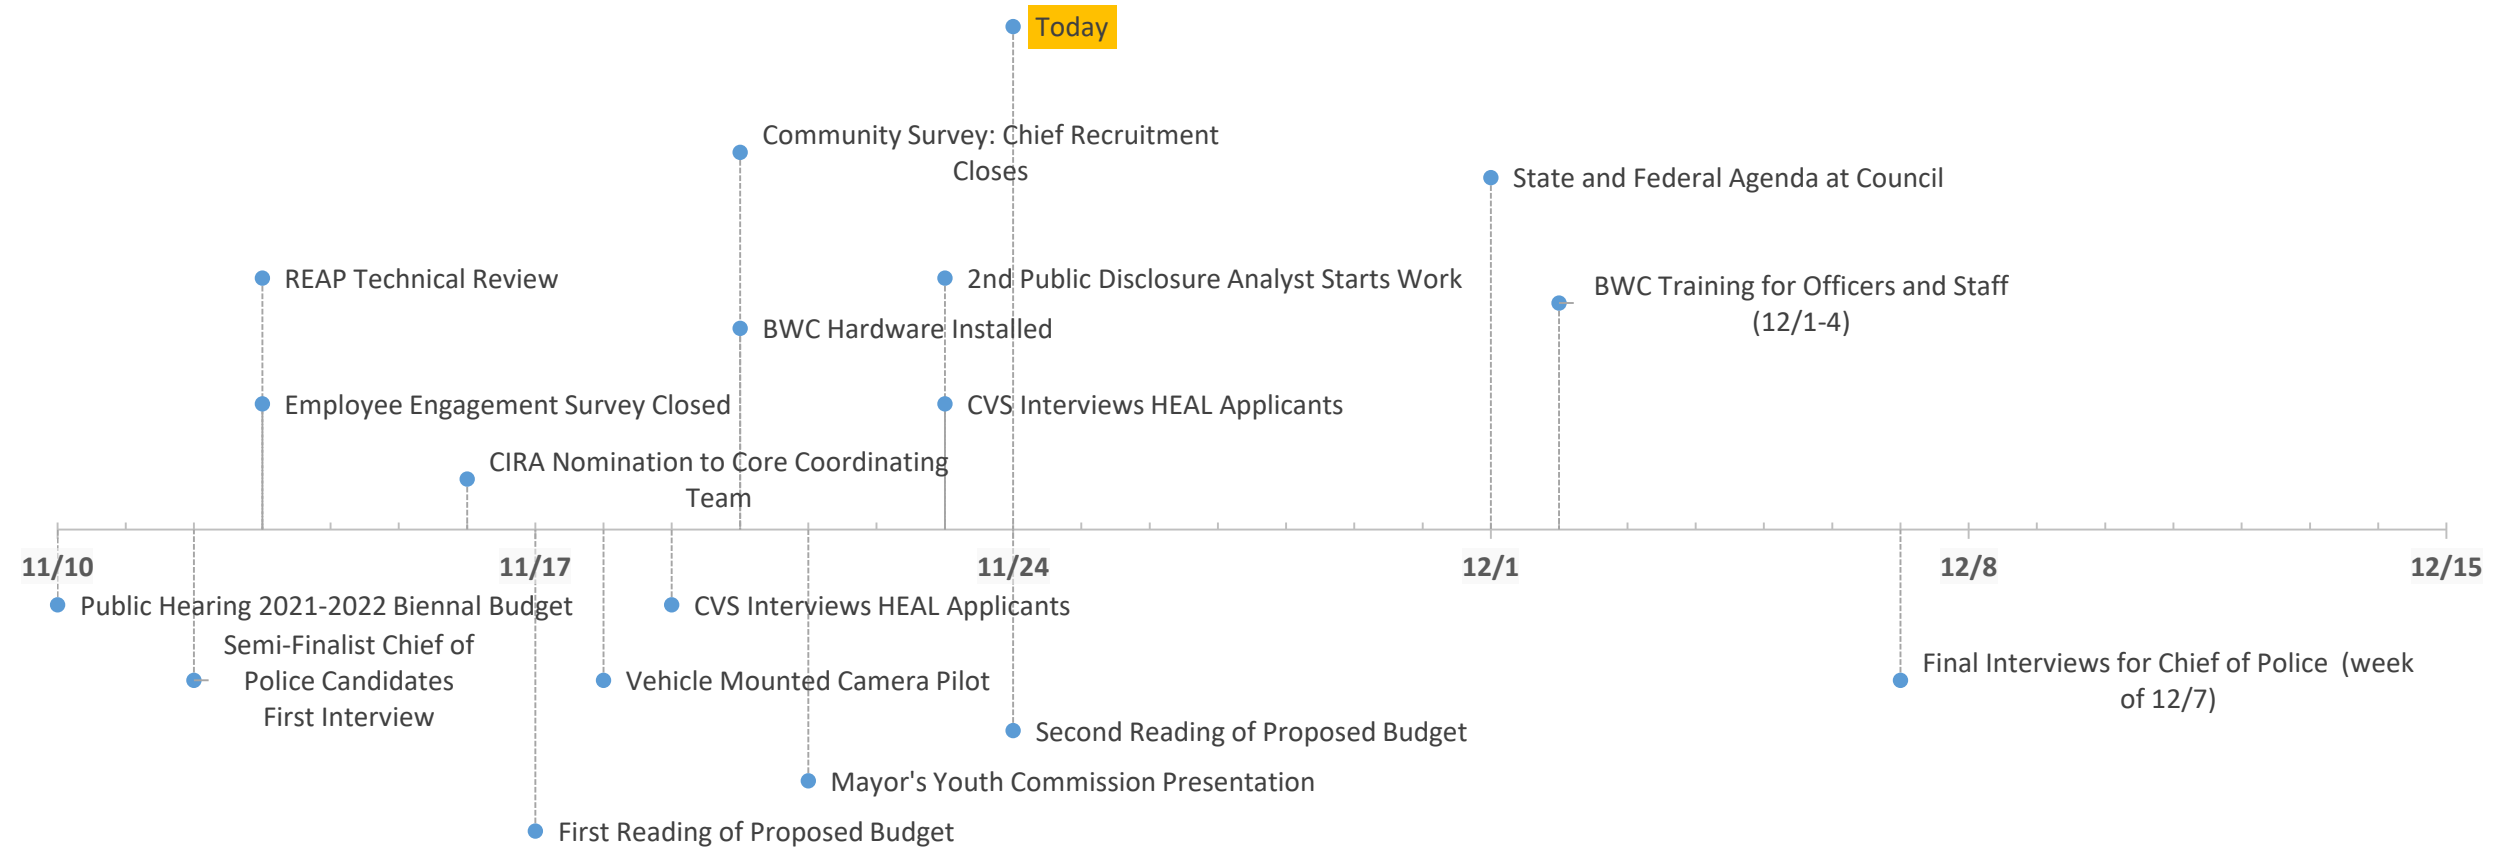 Today
Community Survey: Chief Recruitment
Closes
State and Federal Agenda at Council
REAP Technical Review
2nd Public Disclosure Analyst Starts Work
BWC Training for Officers and Staff
(12/1-4)
BWC Hardware Installed
Employee Engagement Survey Closed
CVS Interviews HEAL Applicants
CIRA Nomination to Core Coordinating
Team
11/10
11/17
11/24
12/1
12/8
12/15
Public Hearing 2021-2022 Biennal Budget
CVS Interviews HEAL Applicants
Semi-Finalist Chief of
Police Candidates
First Interview
Vehicle Mounted Camera Pilot
Final Interviews for Chief of Police  (week
of 12/7)
Second Reading of Proposed Budget
Mayor's Youth Commission Presentation
First Reading of Proposed Budget